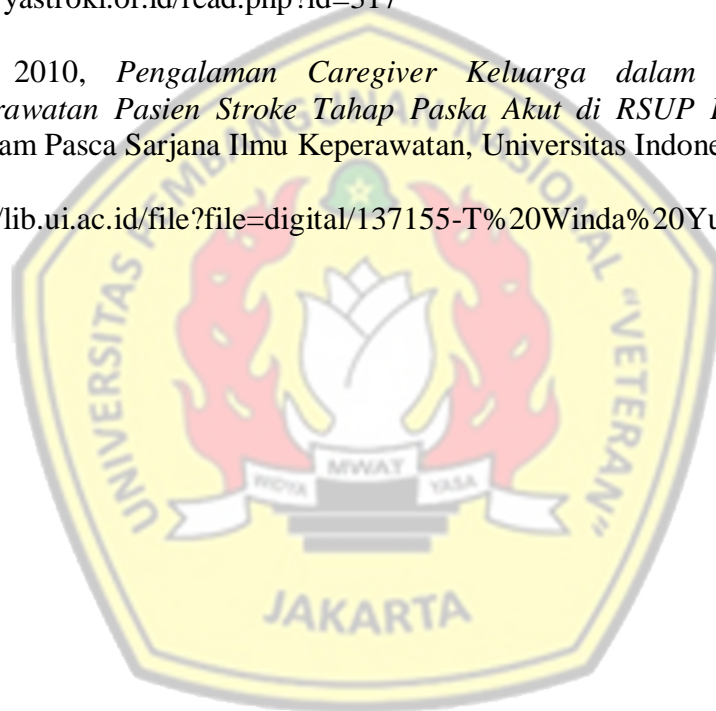 yastroki.or.id/read.php?id=317
2010, Pengalaman Caregiver Keluarga dalam
rawatan Pasien Stroke Tahap Paska Akut di RSUP
am Pasca Sarjana Ilmu Keperawatan, Universitas Indone
/lib.ui.ac.id/file?file=digital/137155-T%20Winda%20Yu
UNIVERSITAS PEMBANGUNAN NASIONAL "VETERAN"
WIDYA MWAT YASA
JAKARTA